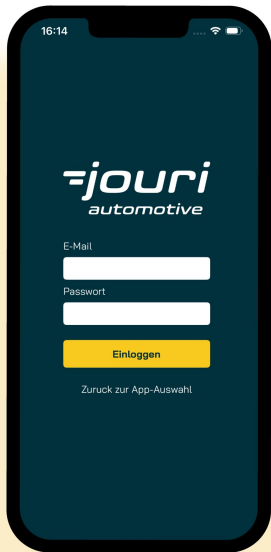 16:14
jouri
automotive
E-Mail
Passwort
Einloggen
Zuruck zur App-Auswahl